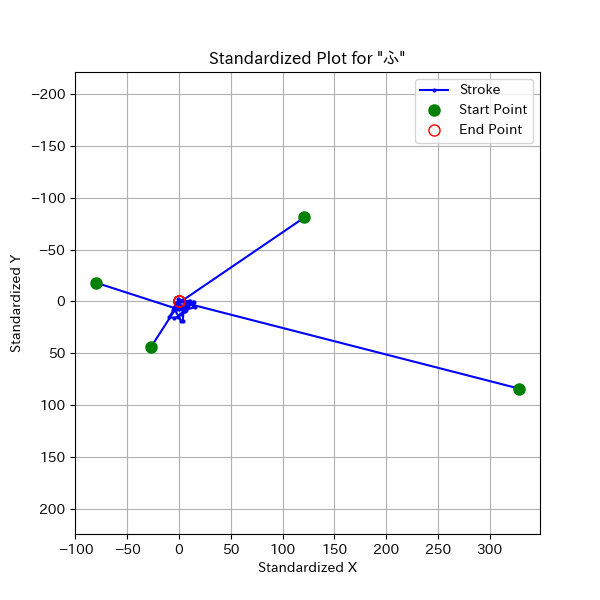 Standardized Plot for "ふ"
Stroke
Start Point
End Point
−200
−150
−100
−50
0
50
100
150
200
Standardized Y
−100 −50 0 50 100 150 200 250 300
Standardized X